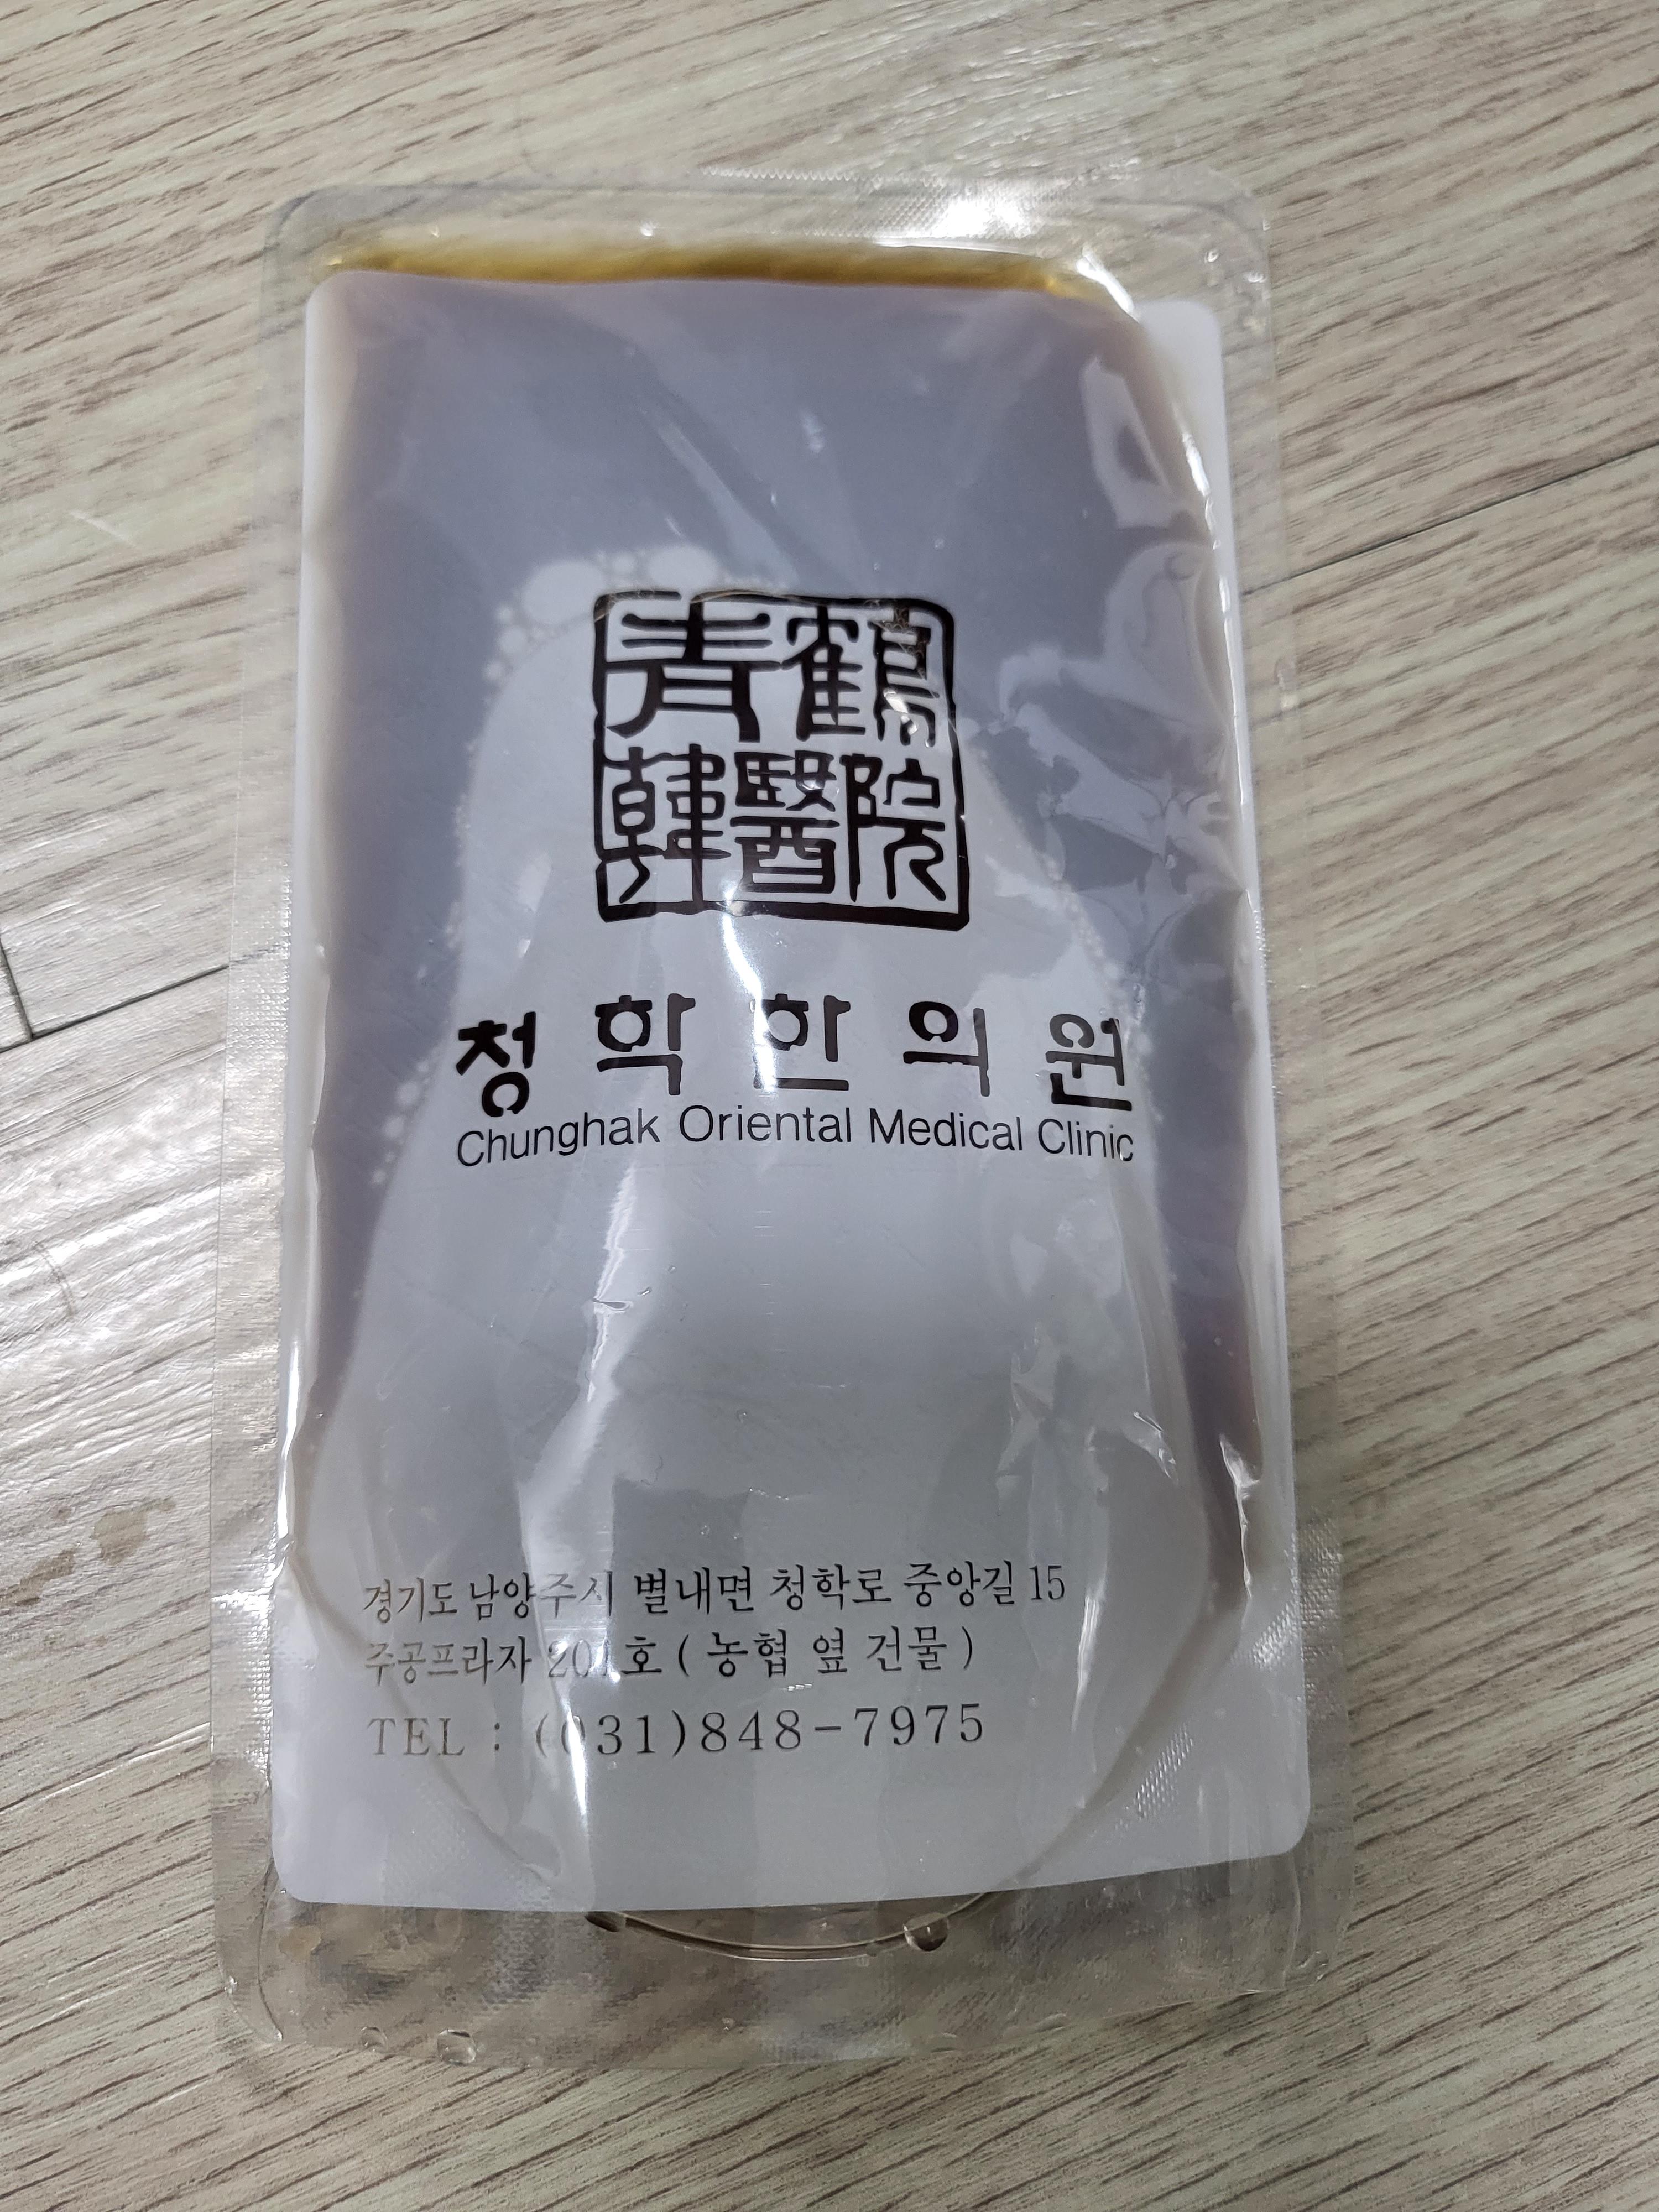 青鶴
韓醫院
청학한의원
Chunghak Oriental Medical Clinic
경기도 남양주시 별내면 청학로 중앙길 15
주공프라자 201호 ( 농협 옆 건물 )
TEL : (031)848-7975